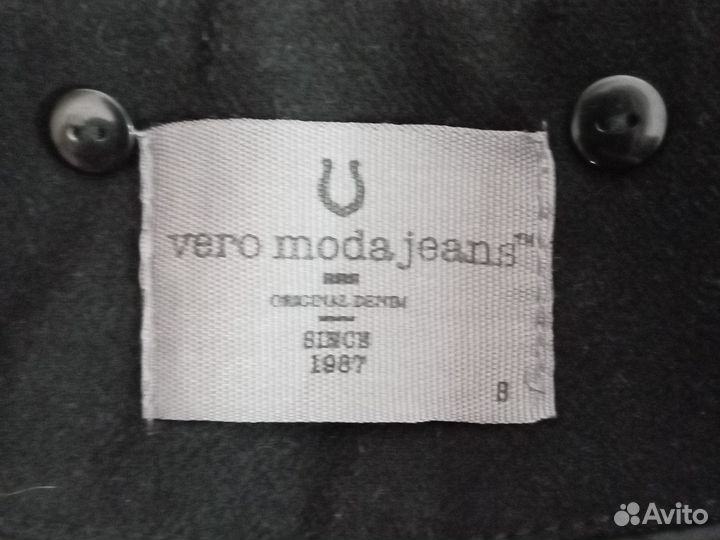 vero moda jeans™
ORIGINAL DENIM
SINCE
1987
Avito